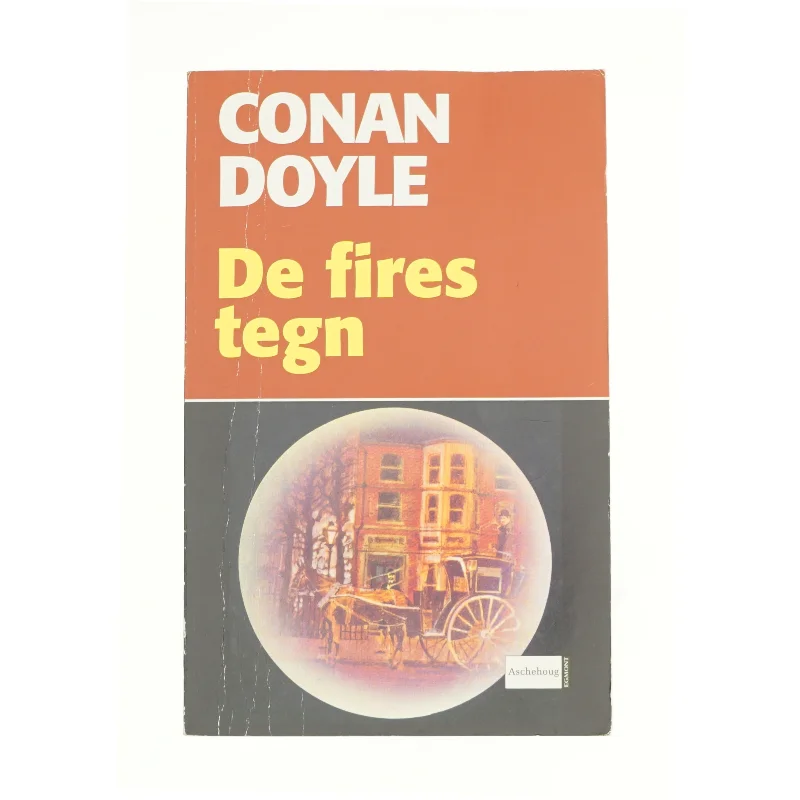 CONAN
DOYLE
De fires
tegn
Aschehoug
EGMONT